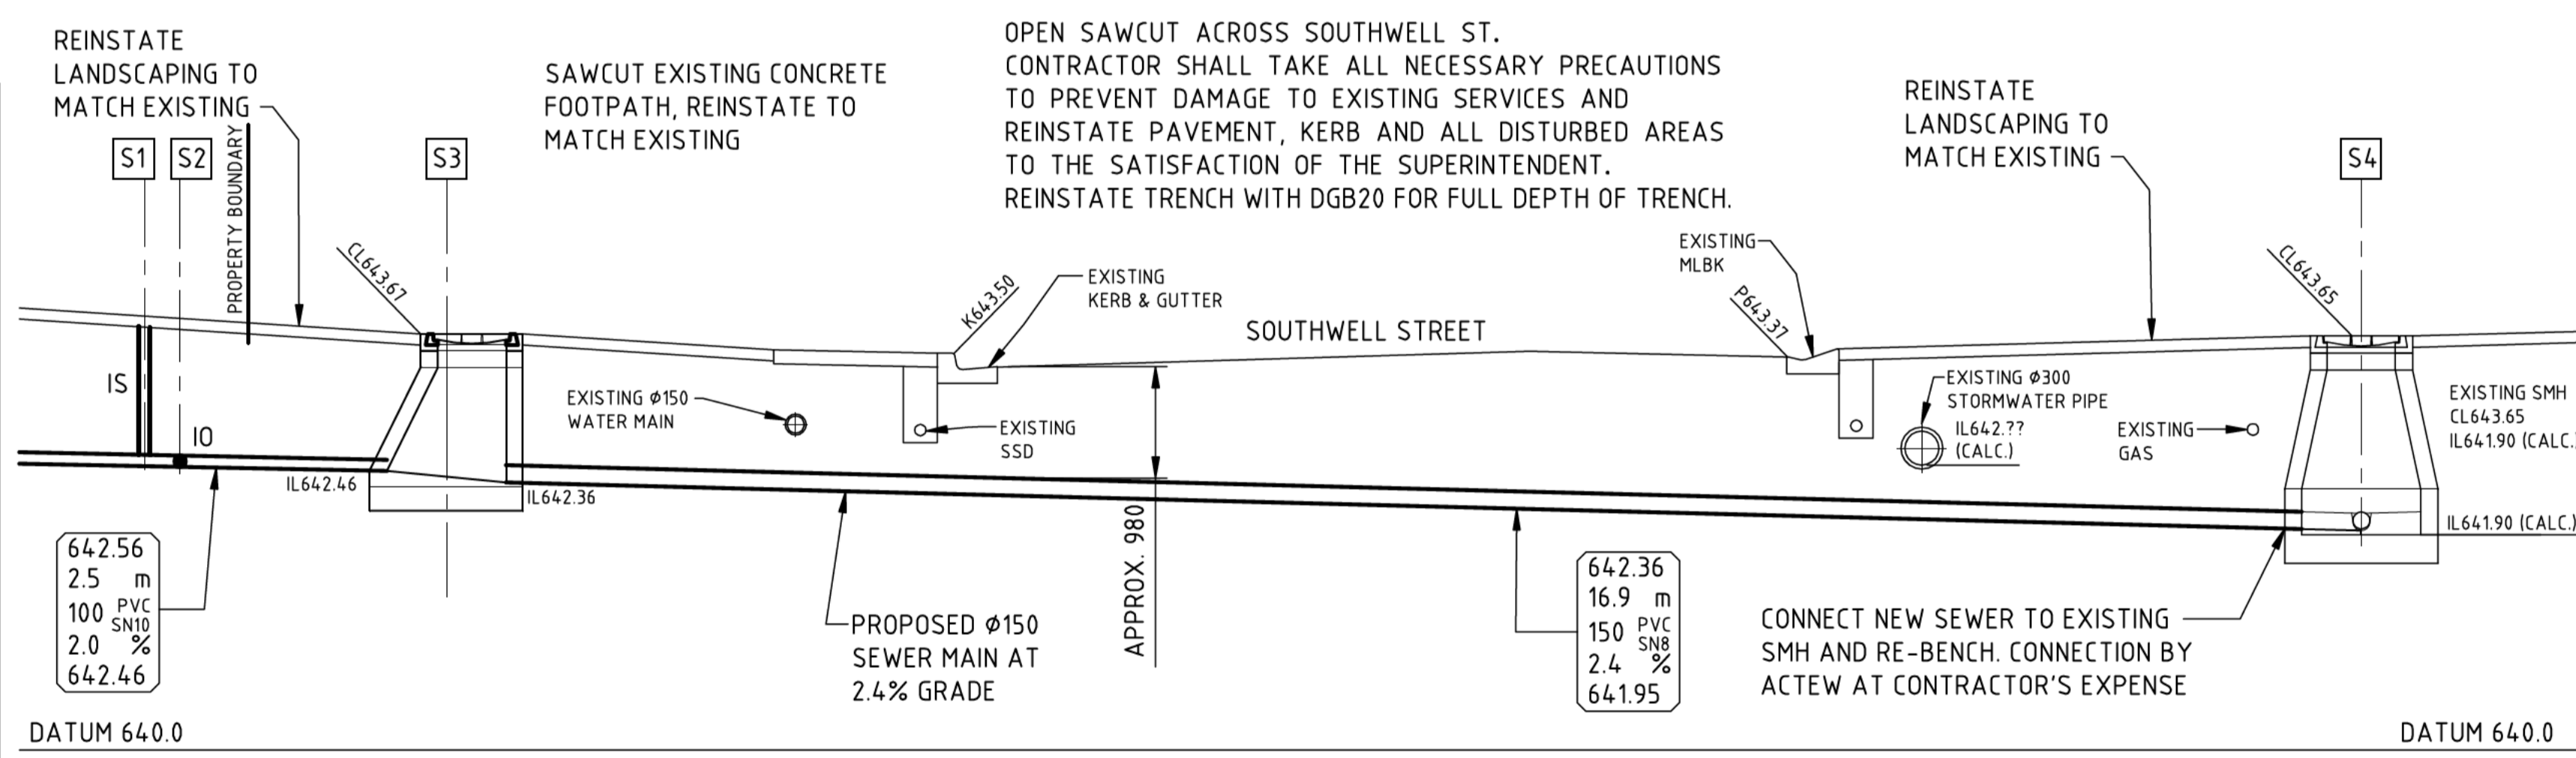 REINSTATE
LANDSCAPING TO
MATCH EXISTING
SAWCUT EXISTING CONCRETE
FOOTPATH, REINSTATE TO
MATCH EXISTING
OPEN SAWCUT ACROSS SOUTHWELL ST.
CONTRACTOR SHALL TAKE ALL NECESSARY PRECAUTIONS
TO PREVENT DAMAGE TO EXISTING SERVICES AND
REINSTATE PAVEMENT, KERB AND ALL DISTURBED AREAS
TO THE SATISFACTION OF THE SUPERINTENDENT.
REINSTATE TRENCH WITH DGB20 FOR FULL DEPTH OF TRENCH.
REINSTATE
LANDSCAPING TO
MATCH EXISTING
S1
S2
PROPERTY BOUNDARY
S3
S4
CL643.67
K643.50
EXISTING
KERB & GUTTER
SOUTHWELL STREET
EXISTING
MLBK
P643.37
CL643.65
IS
IO
EXISTING Ø150
WATER MAIN
EXISTING
SSD
EXISTING Ø300
STORMWATER PIPE
IL642.??
(CALC.)
EXISTING
GAS
EXISTING SMH
CL643.65
IL641.90 (CALC.)
IL642.46
IL642.36
IL641.90 (CALC.)
642.56
2.5 m
100 PVC
SN10
2.0 %
642.46
PROPOSED Ø150
SEWER MAIN AT
2.4% GRADE
APPROX. 980
642.36
16.9 m
150 PVC
SN8
2.4 %
641.95
CONNECT NEW SEWER TO EXISTING
SMH AND RE-BENCH. CONNECTION BY
ACTEW AT CONTRACTOR'S EXPENSE
DATUM 640.0
DATUM 640.0